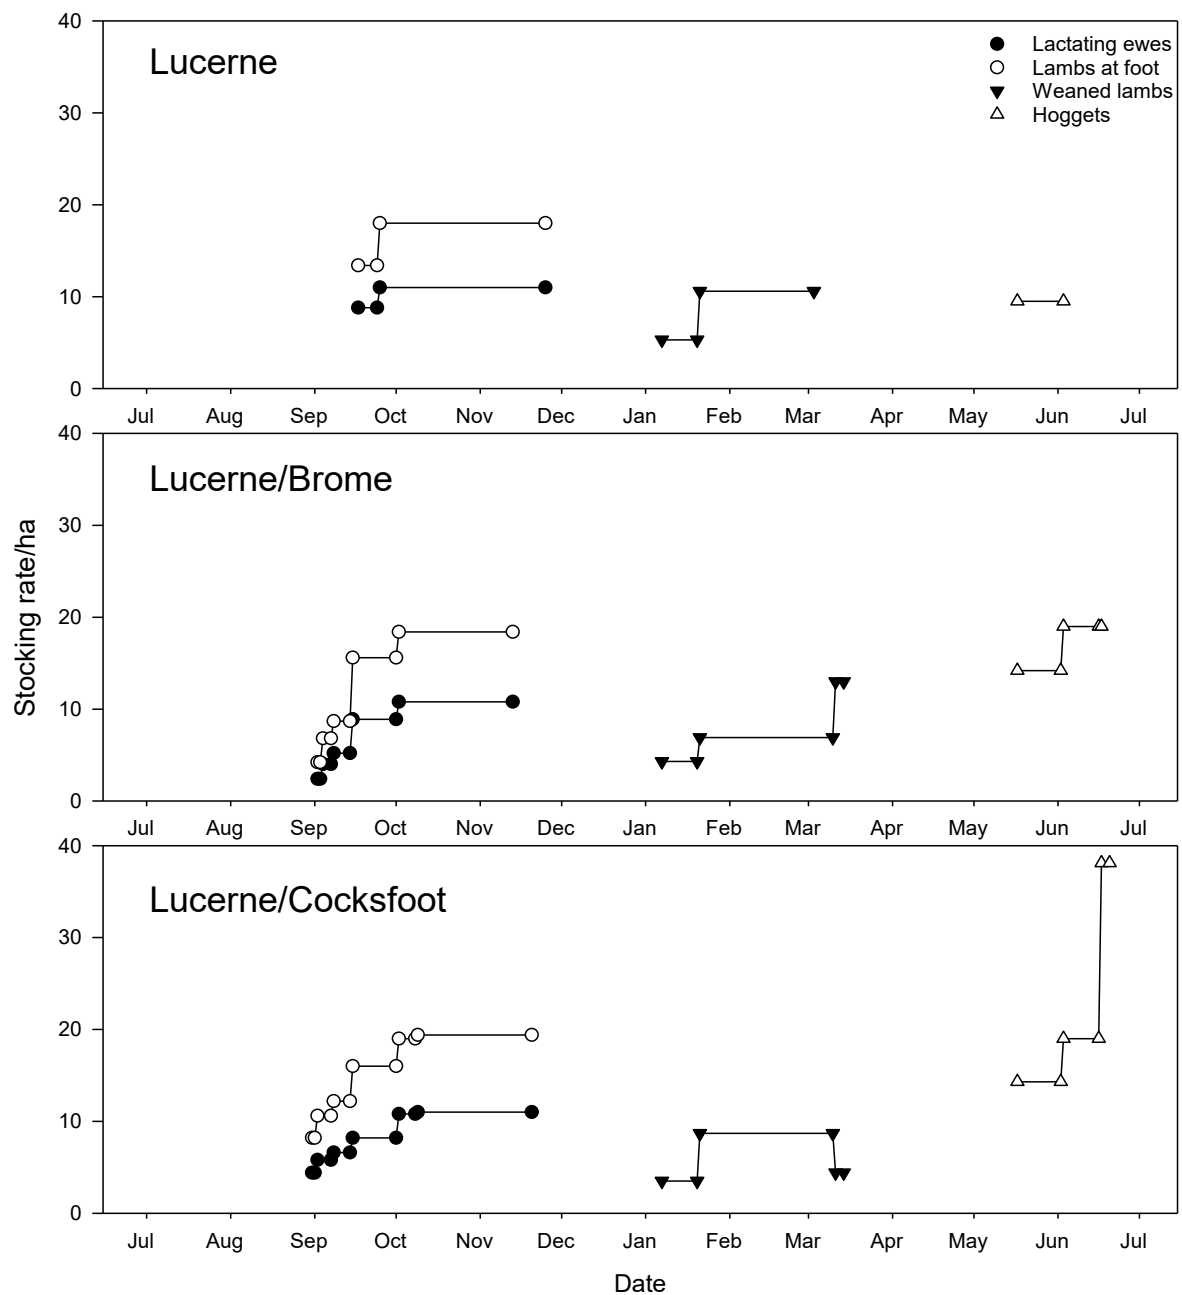 40
Lucerne
Lactating ewes
Lambs at foot
Weaned lambs
Hoggets
30
20
10
0
Jul Aug Sep Oct Nov Dec Jan Feb Mar Apr May Jun Jul
40
Lucerne/Brome
30
20
10
0
Jul Aug Sep Oct Nov Dec Jan Feb Mar Apr May Jun Jul
Stocking rate/ha
40
Lucerne/Cocksfoot
30
20
10
0
Jul Aug Sep Oct Nov Dec Jan Feb Mar Apr May Jun Jul
Date